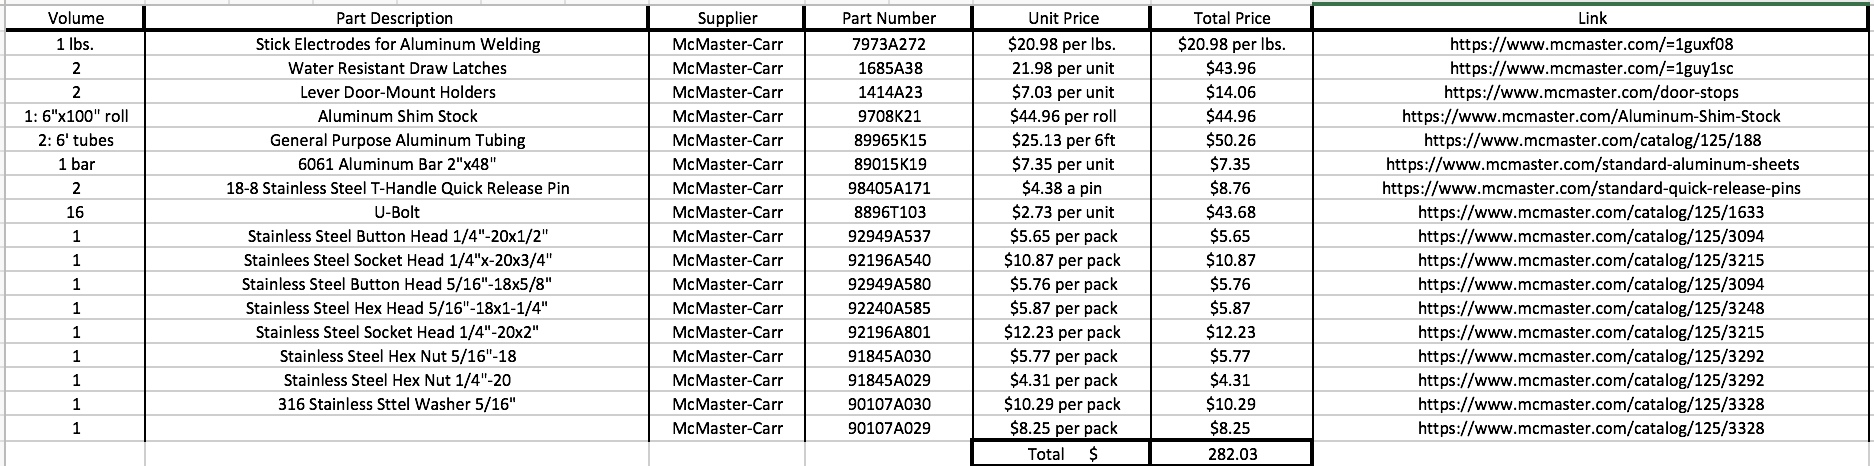 Volume Part Description Supplier Part Number Unit Price Total Price Link
1 lbs. Stick Electrodes for Aluminum Welding McMaster-Carr 7973A272 $20.98 per lbs. $20.98 per lbs. https://www.mcmaster.com/=1guxf08
2 Water Resistant Draw Latches McMaster-Carr 1685A38 21.98 per unit $43.96 https://www.mcmaster.com/=1guy1sc
2 Lever Door-Mount Holders McMaster-Carr 1414A23 $7.03 per unit $14.06 https://www.mcmaster.com/door-stops
1: 6"x100" roll Aluminum Shim Stock McMaster-Carr 9708K21 $44.96 per roll $44.96 https://www.mcmaster.com/Aluminum-Shim-Stock
2: 6' tubes General Purpose Aluminum Tubing McMaster-Carr 89965K15 $25.13 per 6ft $50.26 https://www.mcmaster.com/catalog/125/188
1 bar 6061 Aluminum Bar 2"x48" McMaster-Carr 89015K19 $7.35 per unit $7.35 https://www.mcmaster.com/standard-aluminum-sheets
2 18-8 Stainless Steel T-Handle Quick Release Pin McMaster-Carr 98405A171 $4.38 a pin $8.76 https://www.mcmaster.com/standard-quick-release-pins
16 U-Bolt McMaster-Carr 8896T103 $2.73 per unit $43.68 https://www.mcmaster.com/catalog/125/1633
1 Stainless Steel Button Head 1/4"-20x1/2" McMaster-Carr 92949A537 $5.65 per pack $5.65 https://www.mcmaster.com/catalog/125/3094
1 Stainlees Steel Socket Head 1/4"x-20x3/4" McMaster-Carr 92196A540 $10.87 per pack $10.87 https://www.mcmaster.com/catalog/125/3215
1 Stainless Steel Button Head 5/16"-18x5/8" McMaster-Carr 92949A580 $5.76 per pack $5.76 https://www.mcmaster.com/catalog/125/3094
1 Stainless Steel Hex Head 5/16"-18x1-1/4" McMaster-Carr 92240A585 $5.87 per pack $5.87 https://www.mcmaster.com/catalog/125/3248
1 Stainless Steel Socket Head 1/4"-20x2" McMaster-Carr 92196A801 $12.23 per pack $12.23 https://www.mcmaster.com/catalog/125/3215
1 Stainless Steel Hex Nut 5/16"-18 McMaster-Carr 91845A030 $5.77 per pack $5.77 https://www.mcmaster.com/catalog/125/3292
1 Stainless Steel Hex Nut 1/4"-20 McMaster-Carr 91845A029 $4.31 per pack $4.31 https://www.mcmaster.com/catalog/125/3292
1 316 Stainless Sttel Washer 5/16" McMaster-Carr 90107A030 $10.29 per pack $10.29 https://www.mcmaster.com/catalog/125/3328
1 McMaster-Carr 90107A029 $8.25 per pack $8.25 https://www.mcmaster.com/catalog/125/3328
Total $ 282.03